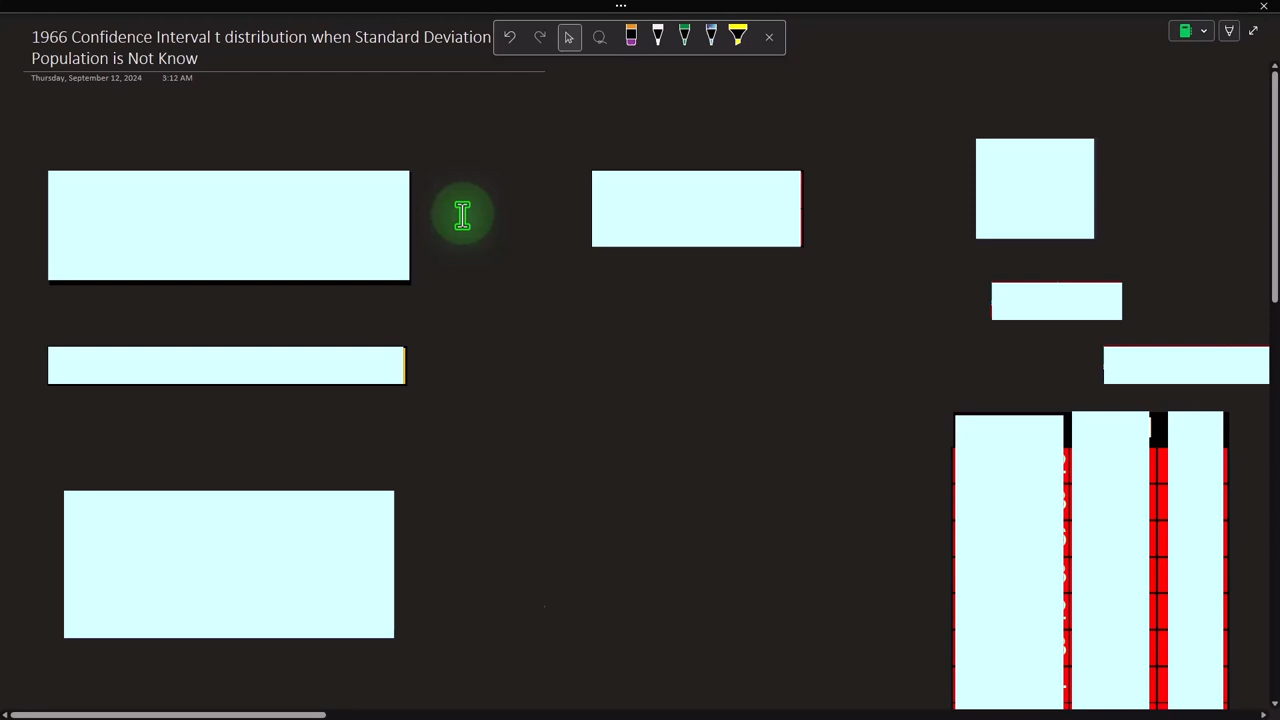 1966 Confidence Interval t distribution when Standard Deviation
Population is Not Know
Thursday, September 12, 2024 3:12 AM